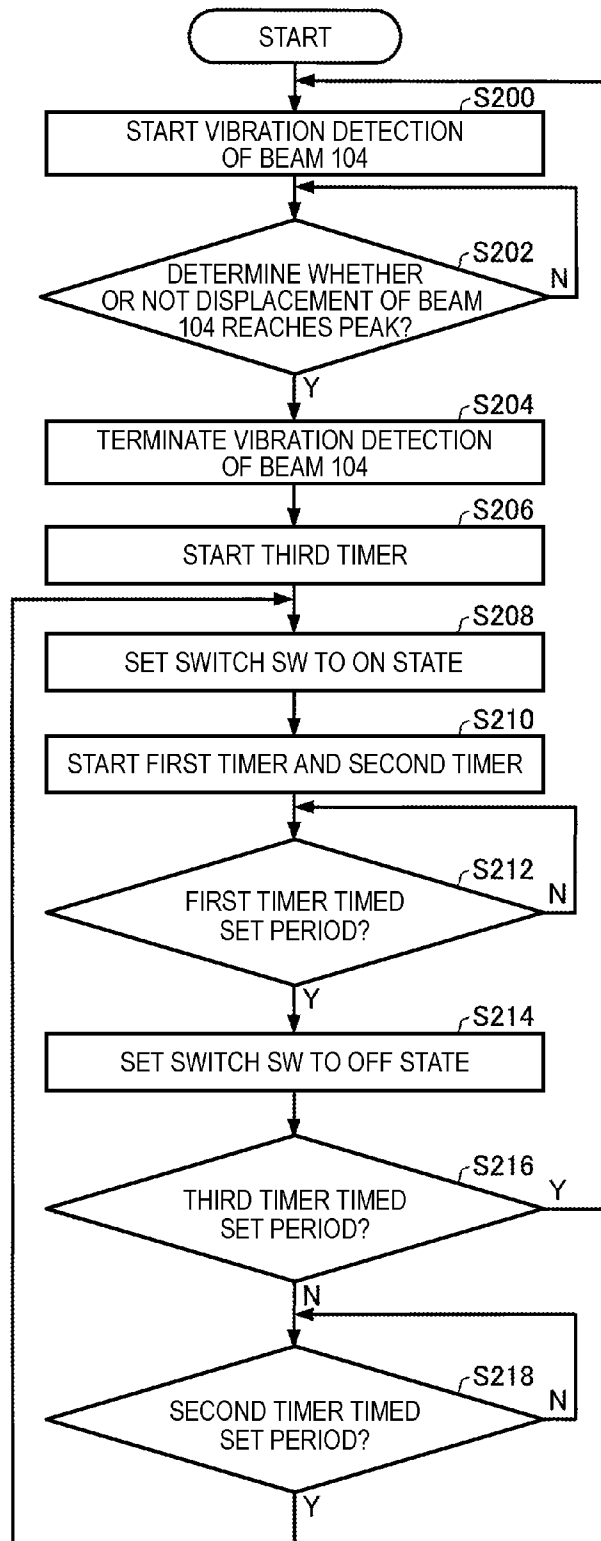 START
S200
START VIBRATION DETECTION
OF BEAM 104
S202
DETERMINE WHETHER
OR NOT DISPLACEMENT OF BEAM
104 REACHES PEAK?
N
Y
S204
TERMINATE VIBRATION DETECTION
OF BEAM 104
S206
START THIRD TIMER
S208
SET SWITCH SW TO ON STATE
S210
START FIRST TIMER AND SECOND TIMER
S212
FIRST TIMER TIMED
SET PERIOD?
N
Y
S214
SET SWITCH SW TO OFF STATE
S216
THIRD TIMER TIMED
SET PERIOD?
Y
N
S218
SECOND TIMER TIMED
SET PERIOD?
N
Y